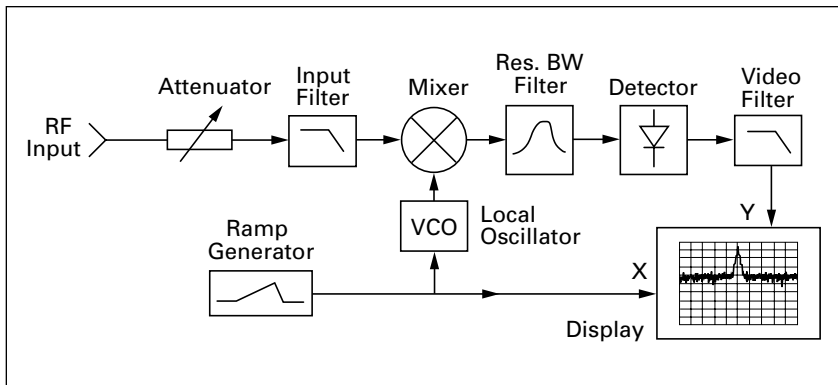 RF
Input
Attenuator
Input
Filter
Mixer
Res. BW
Filter
Detector
Video
Filter
VCO
Local
Oscillator
Ramp
Generator
Y
X
Display